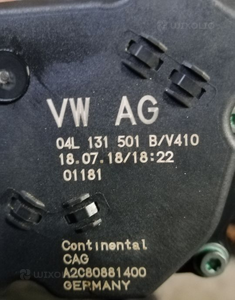 VW AG
04L 131 501 B/V410
18.07.18/18:22
01181
Continental
CAG
A2C80881400
GERMANY